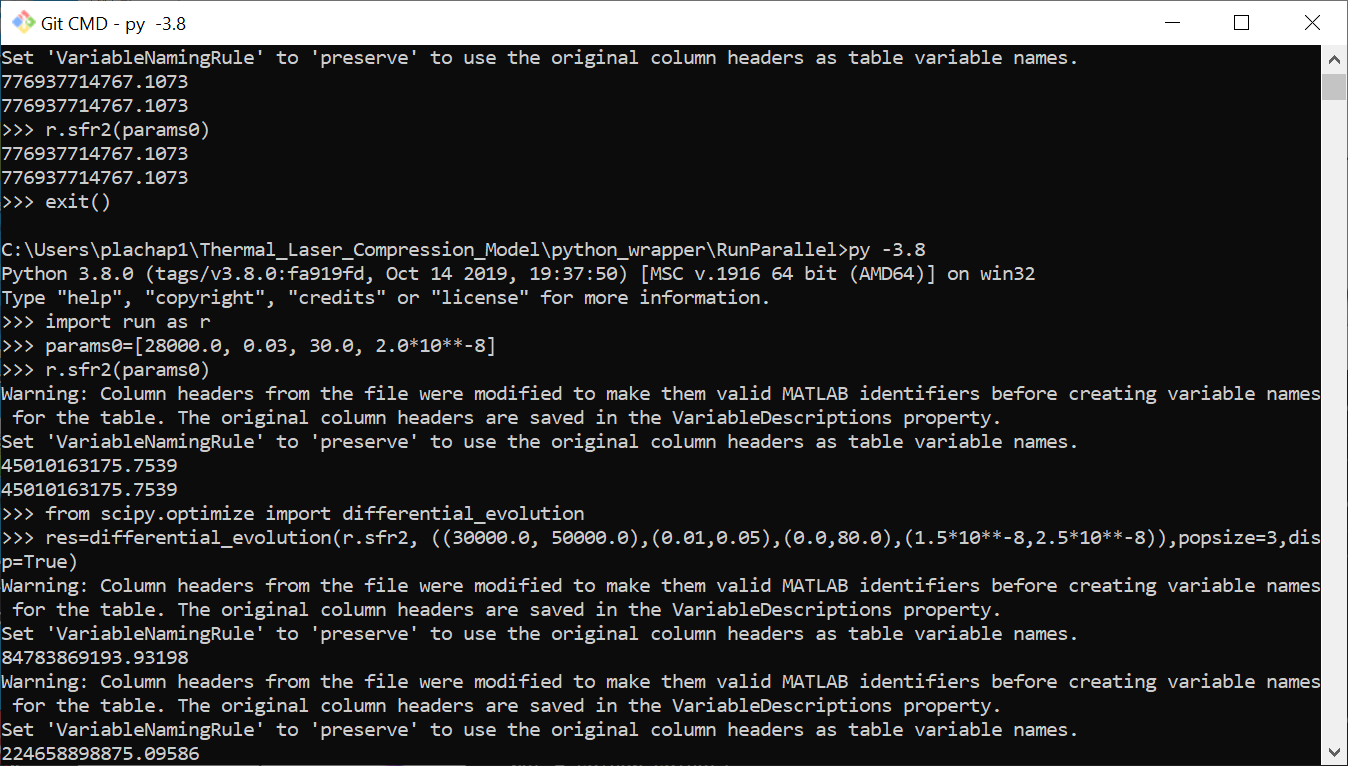 Git CMD - py  -3.8
Set 'VariableNamingRule' to 'preserve' to use the original column headers as table variable names.
776937714767.1073
776937714767.1073
>>> r.sfr2(params0)
776937714767.1073
776937714767.1073
>>> exit()
C:\Users\plachap1\Thermal_Laser_Compression_Model\python_wrapper\RunParallel>py -3.8
Python 3.8.0 (tags/v3.8.0:fa919fd, Oct 14 2019, 19:37:50) [MSC v.1916 64 bit (AMD64)] on win32
Type "help", "copyright", "credits" or "license" for more information.
>>> import run as r
>>> params0=[28000.0, 0.03, 30.0, 2.0*10**-8]
>>> r.sfr2(params0)
Warning: Column headers from the file were modified to make them valid MATLAB identifiers before creating variable names
 for the table. The original column headers are saved in the VariableDescriptions property.
Set 'VariableNamingRule' to 'preserve' to use the original column headers as table variable names.
45010163175.7539
45010163175.7539
>>> from scipy.optimize import differential_evolution
>>> res=differential_evolution(r.sfr2, ((30000.0, 50000.0),(0.01,0.05),(0.0,80.0),(1.5*10**-8,2.5*10**-8)),popsize=3,dis
p=True)
Warning: Column headers from the file were modified to make them valid MATLAB identifiers before creating variable names
 for the table. The original column headers are saved in the VariableDescriptions property.
Set 'VariableNamingRule' to 'preserve' to use the original column headers as table variable names.
84783869193.93198
Warning: Column headers from the file were modified to make them valid MATLAB identifiers before creating variable names
 for the table. The original column headers are saved in the VariableDescriptions property.
Set 'VariableNamingRule' to 'preserve' to use the original column headers as table variable names.
224658898875.09586